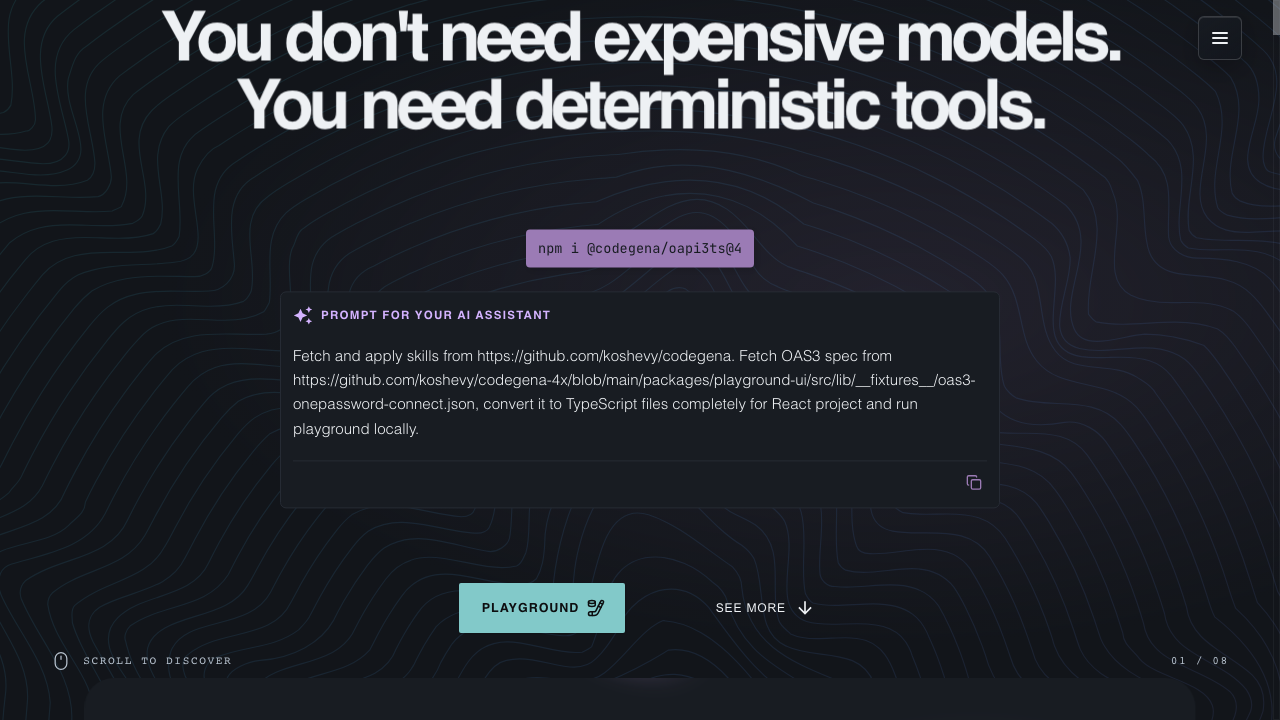 You don't need expensive models.
You need deterministic tools.
npm i @codegena/oapi3ts@4
PROMPT FOR YOUR AI ASSISTANT
Fetch and apply skills from https://github.com/koshevy/codegena. Fetch OAS3 spec from
https://github.com/koshevy/codegena-4x/blob/main/packages/playground-ui/src/lib/__fixtures__/oas3-
onepassword-connect.json, convert it to TypeScript files completely for React project and run
playground locally.
PLAYGROUND
SEE MORE
SCROLL TO DISCOVER
01 / 08